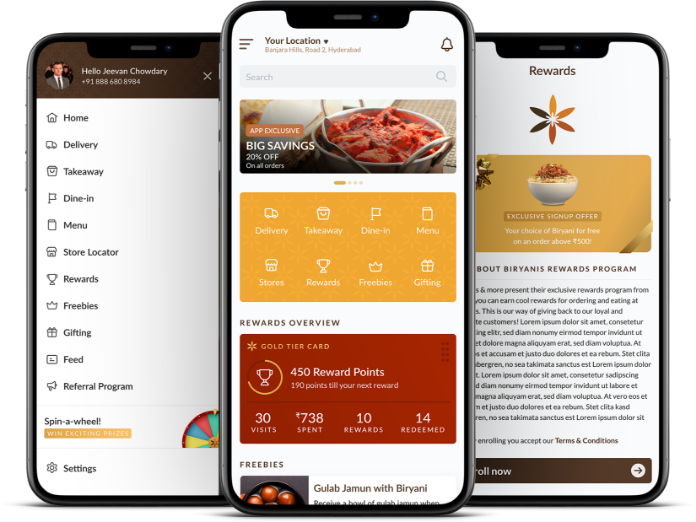 Hello Jeevan Chowdary
+91 888 680 8984
Home
Delivery
Takeaway
Dine-in
Menu
Store Locator
Rewards
Freebies
Gifting
Feed
Referral Program
Spin-a-wheel!
WIN EXCITING PRIZES
Settings
Your Location
Banjara Hills, Road 2, Hyderabad
Search
APP EXCLUSIVE
BIG SAVINGS
20% OFF
On all orders
Delivery Takeaway Dine-in Menu
Stores Rewards Freebies Gifting
REWARDS OVERVIEW
GOLD TIER CARD
450 Reward Points
190 points till your next reward
30 ₹738 10 14
VISITS SPENT REWARDS REDEEMED
FREEBIES
Gulab Jamun with Biryani
Receive a bowl of gulab jamun when
Rewards
EXCLUSIVE SIGNUP OFFER
Your choice of Biryani for free
on an order above ₹500!
BOUT BIRYANIS REWARDS PROGRAM
s & more present their exclusive rewards program from
you can earn cool rewards for ordering and eating at
s. This is our way of giving back to our loyal and
te customers! Lorem ipsum dolor sit amet, consetetur
elitr, sed diam nonumy eirmod tempor invidunt ut
et dolore magna aliquyam erat, sed diam voluptua. At
os et accusam et justo duo dolores et ea rebum. Stet clita
ergren, no sea takimata sanctus est Lorem ipsum dolor
t. Lorem ipsum dolor sit amet, consetetur sadipscing
ed diam nonumy eirmod tempor invidunt ut labore et
magna aliquyam erat, sed diam voluptua. At vero eos et
et justo duo dolores et ea rebum. Stet clita kasd
en, no sea takimata sanctus est Lorem ipsum dolor sit
enrolling you accept our Terms & Conditions
roll now